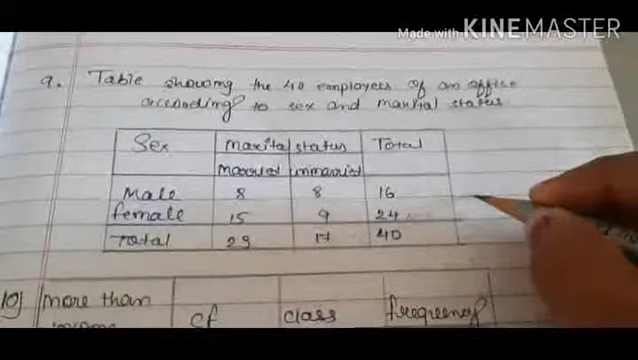 Made with KINEMASTER
9. Table showing the 40 employees of an office
according to sex and marital status
Sex marital status Total
Married unmarried
Male 8 8 16
female 15 9 24
Total 23 17 40
10) more than cf class frequency
income